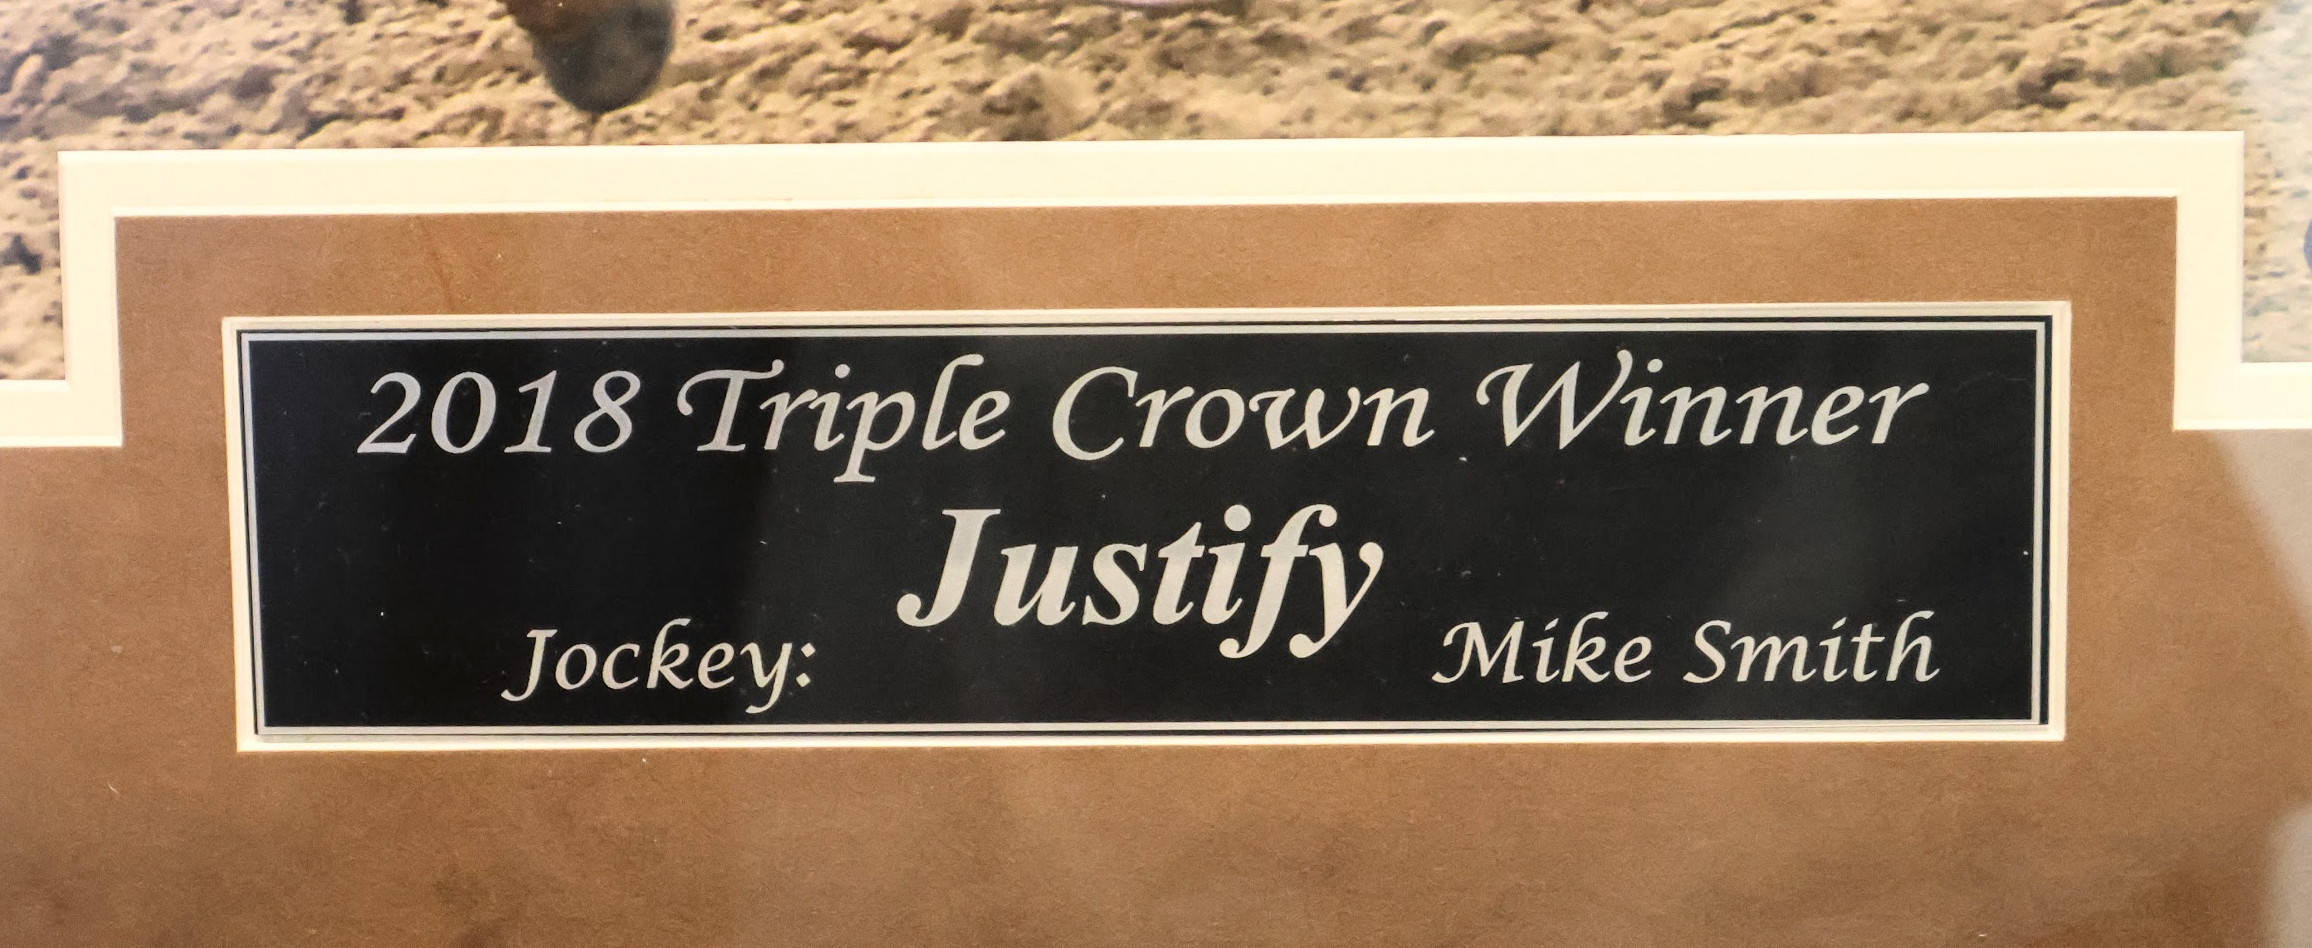 2018 Triple Crown Winner
Justify
Jockey: Mike Smith